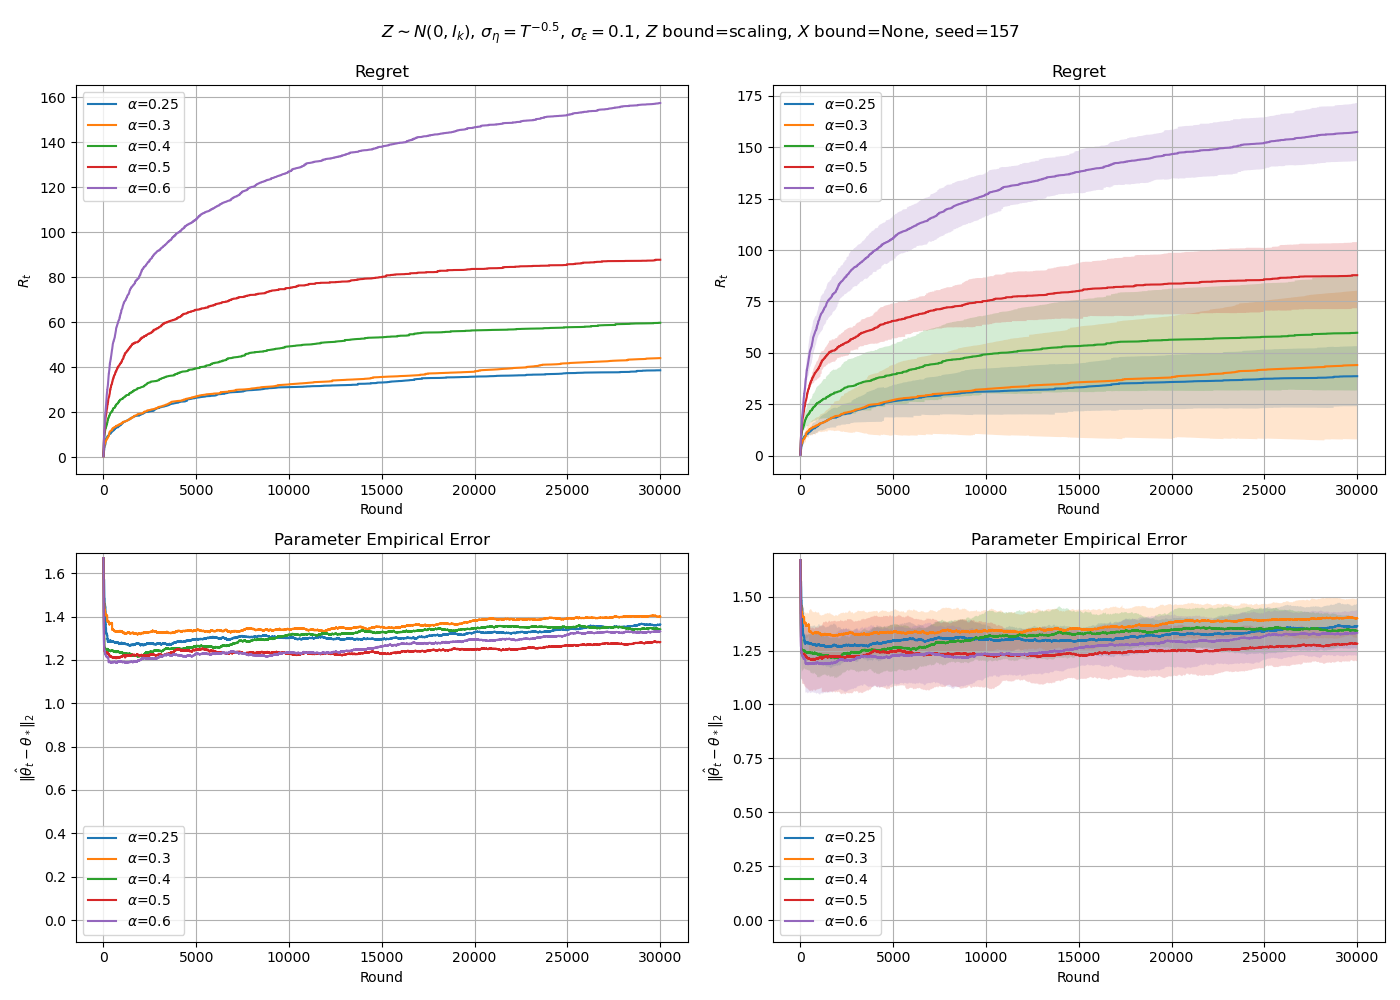 Z ∼ N(0, I_k), σ_η = T^{−0.5}, σ_ε = 0.1, Z bound=scaling, X bound=None, seed=157
Regret
R_t
160
140
120
100
80
60
40
20
0
α=0.25
α=0.3
α=0.4
α=0.5
α=0.6
0 5000 10000 15000 20000 25000 30000
Round
Regret
R_t
175
150
125
100
75
50
25
0
α=0.25
α=0.3
α=0.4
α=0.5
α=0.6
0 5000 10000 15000 20000 25000 30000
Round
Parameter Empirical Error
‖θ̂_t − θ_*‖_2
1.6
1.4
1.2
1.0
0.8
0.6
0.4
0.2
0.0
α=0.25
α=0.3
α=0.4
α=0.5
α=0.6
0 5000 10000 15000 20000 25000 30000
Round
Parameter Empirical Error
‖θ̂_t − θ_*‖_2
1.50
1.25
1.00
0.75
0.50
0.25
0.00
α=0.25
α=0.3
α=0.4
α=0.5
α=0.6
0 5000 10000 15000 20000 25000 30000
Round